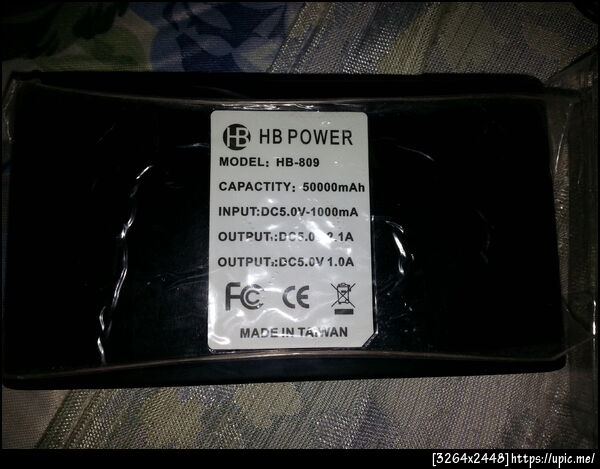 HB HB POWER
MODEL: HB-809
CAPACTITY: 50000mAh
INPUT:DC5.0V-1000mA
OUTPUT:DC5.0 2.1A
OUTPUT:DC5.0V 1.0A
FC CE
MADE IN TAIWAN
[3264x2448]https://upic.me/